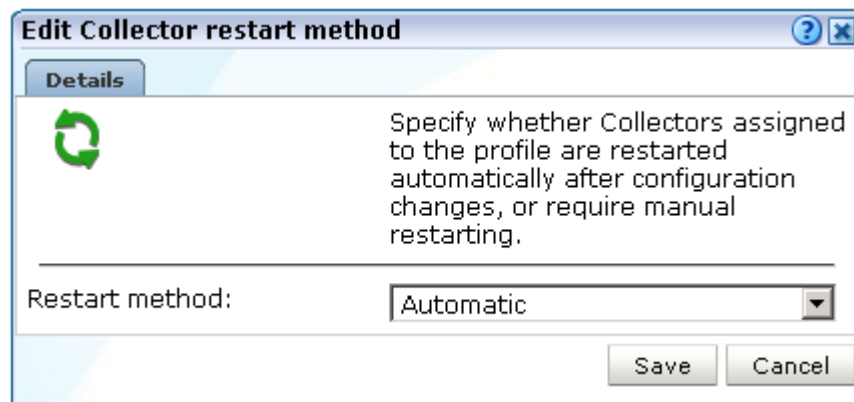 Edit Collector restart method
Details
Specify whether Collectors assigned
to the profile are restarted
automatically after configuration
changes, or require manual
restarting.
Restart method:
Automatic
Save
Cancel